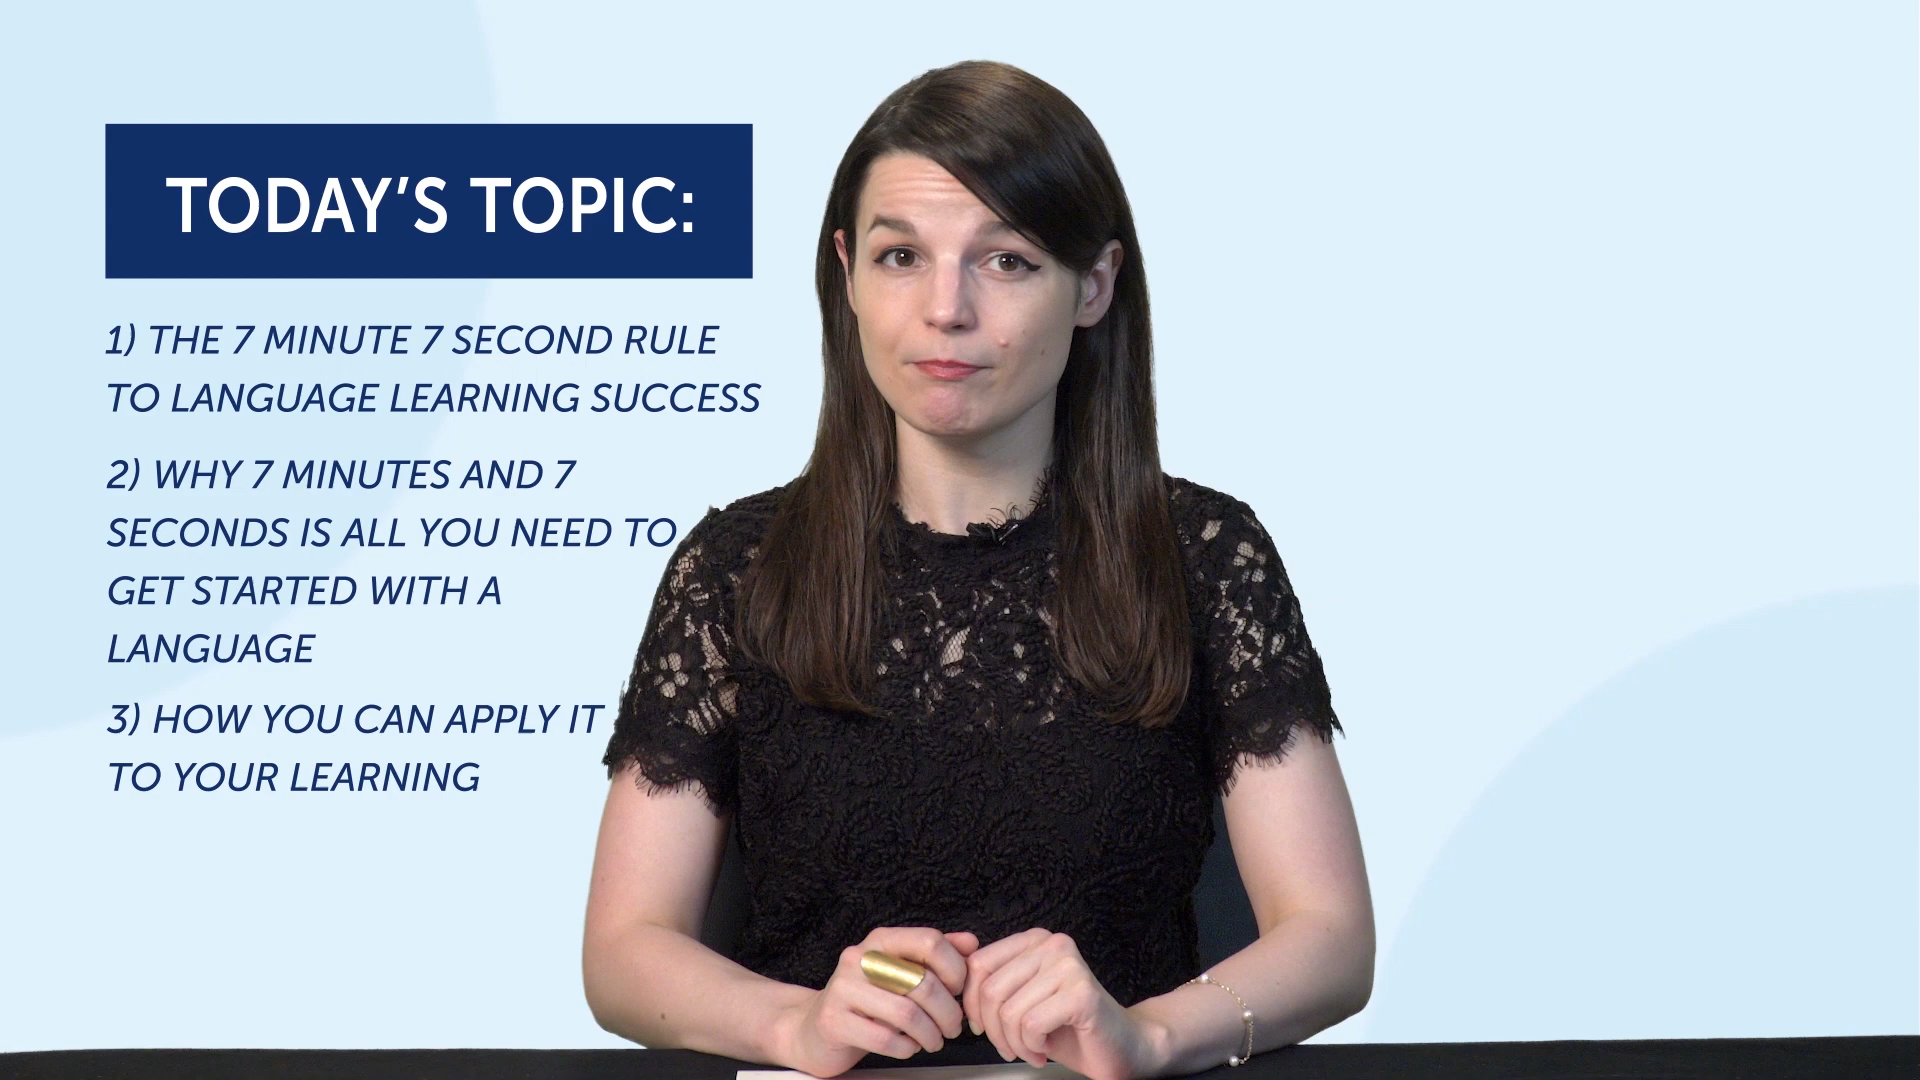 TODAY’S TOPIC:
1) THE 7 MINUTE 7 SECOND RULE
TO LANGUAGE LEARNING SUCCESS
2) WHY 7 MINUTES AND 7
SECONDS IS ALL YOU NEED TO
GET STARTED WITH A
LANGUAGE
3) HOW YOU CAN APPLY IT
TO YOUR LEARNING